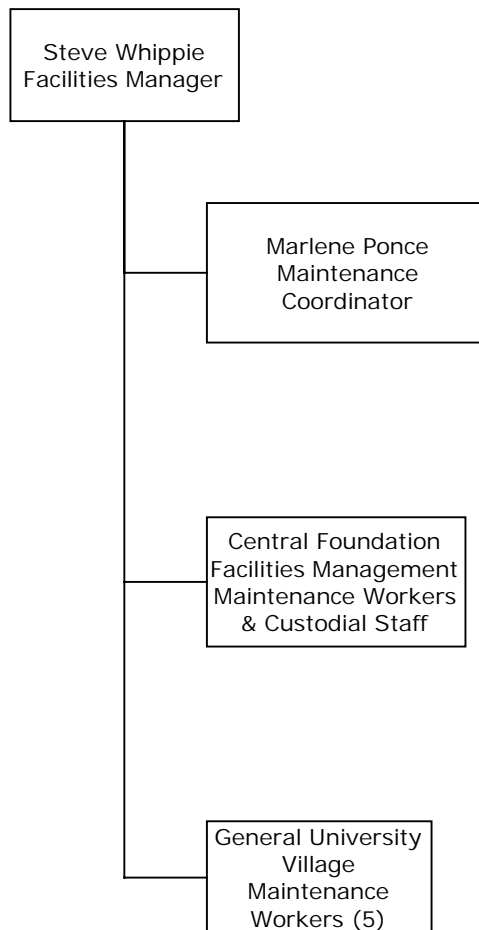 Steve Whippie
Facilities Manager
Marlene Ponce
Maintenance
Coordinator
Central Foundation
Facilities Management
Maintenance Workers
& Custodial Staff
General University
Village
Maintenance
Workers (5)